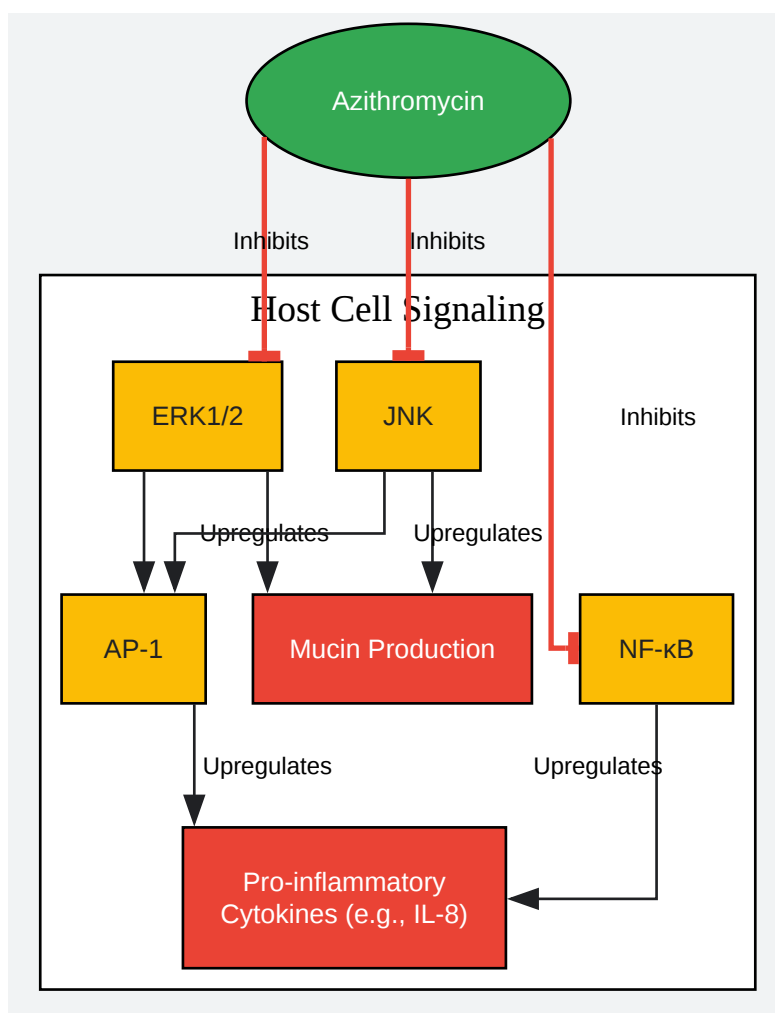 Azithromycin
Inhibits
Inhibits
Host Cell Signaling
ERK1/2
JNK
Inhibits
Upregulates
Upregulates
AP-1
Mucin Production
NF-κB
Upregulates
Upregulates
Pro-inflammatory
Cytokines (e.g., IL-8)